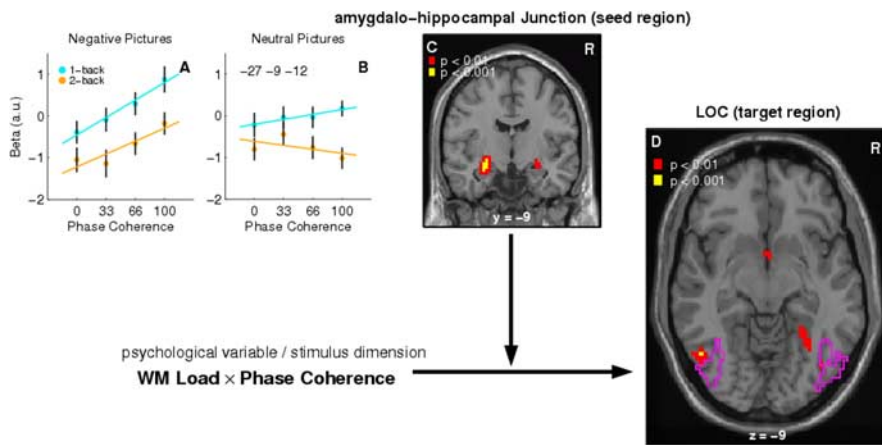 amygdalo−hippocampal Junction (seed region)
Negative Pictures
Neutral Pictures
1−back
2−back
A
−27 −9 −12
B
C
R
p < 0.01
p < 0.001
y = −9
Beta (a.u.)
1
0
−1
−2
0 33 66 100
Phase Coherence
1
0
−1
−2
0 33 66 100
Phase Coherence
LOC (target region)
D
R
p < 0.01
p < 0.001
z = −9
psychological variable / stimulus dimension
WM Load × Phase Coherence